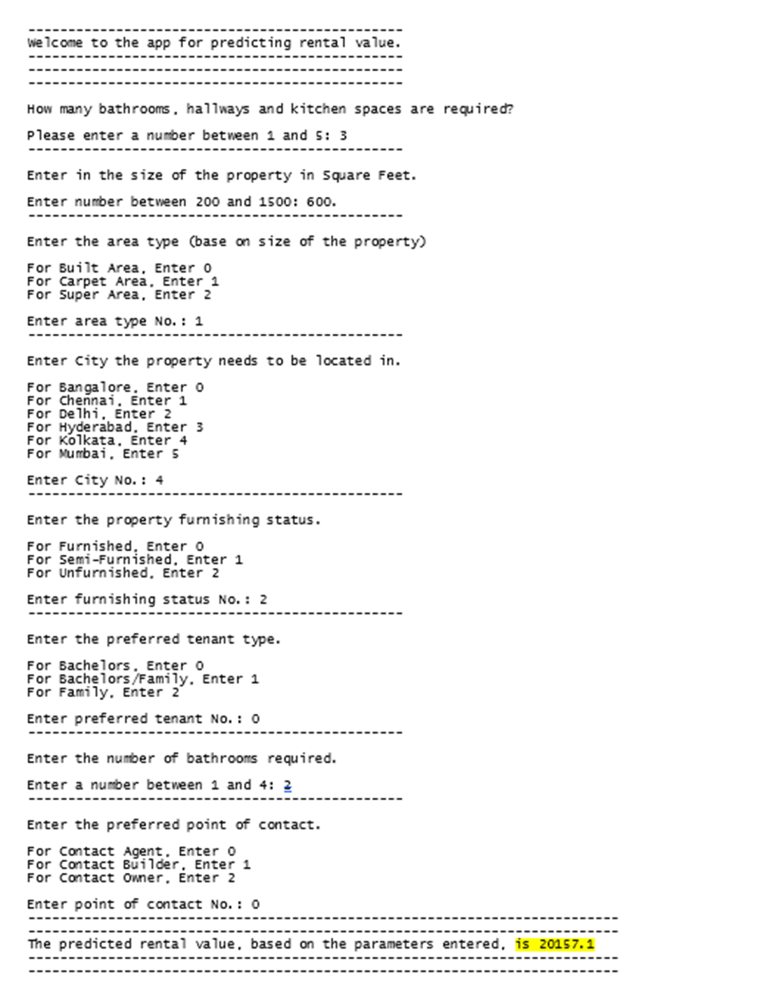 -----------------------------------------------
Welcome to the app for predicting rental value.
-----------------------------------------------
-----------------------------------------------
-----------------------------------------------
How many bathrooms, hallways and kitchen spaces are required?
Please enter a number between 1 and 5: 3
-----------------------------------------------
Enter in the size of the property in Square Feet.
Enter number between 200 and 1500: 600.
-----------------------------------------------
Enter the area type (base on size of the property)
For Built Area, Enter 0
For Carpet Area, Enter 1
For Super Area, Enter 2
Enter area type No.: 1
-----------------------------------------------
Enter City the property needs to be located in.
For Bangalore, Enter 0
For Chennai, Enter 1
For Delhi, Enter 2
For Hyderabad, Enter 3
For Kolkata, Enter 4
For Mumbai, Enter 5
Enter City No.: 4
-----------------------------------------------
Enter the property furnishing status.
For Furnished, Enter 0
For Semi-Furnished, Enter 1
For Unfurnished, Enter 2
Enter furnishing status No.: 2
-----------------------------------------------
Enter the preferred tenant type.
For Bachelors, Enter 0
For Bachelors/Family, Enter 1
For Family, Enter 2
Enter preferred tenant No.: 0
-----------------------------------------------
Enter the number of bathrooms required.
Enter a number between 1 and 4: 2
-----------------------------------------------
Enter the preferred point of contact.
For Contact Agent, Enter 0
For Contact Builder, Enter 1
For Contact Owner, Enter 2
Enter point of contact No.: 0
--------------------------------------------------------------------------
--------------------------------------------------------------------------
The predicted rental value, based on the parameters entered, is 20157.1
--------------------------------------------------------------------------
--------------------------------------------------------------------------